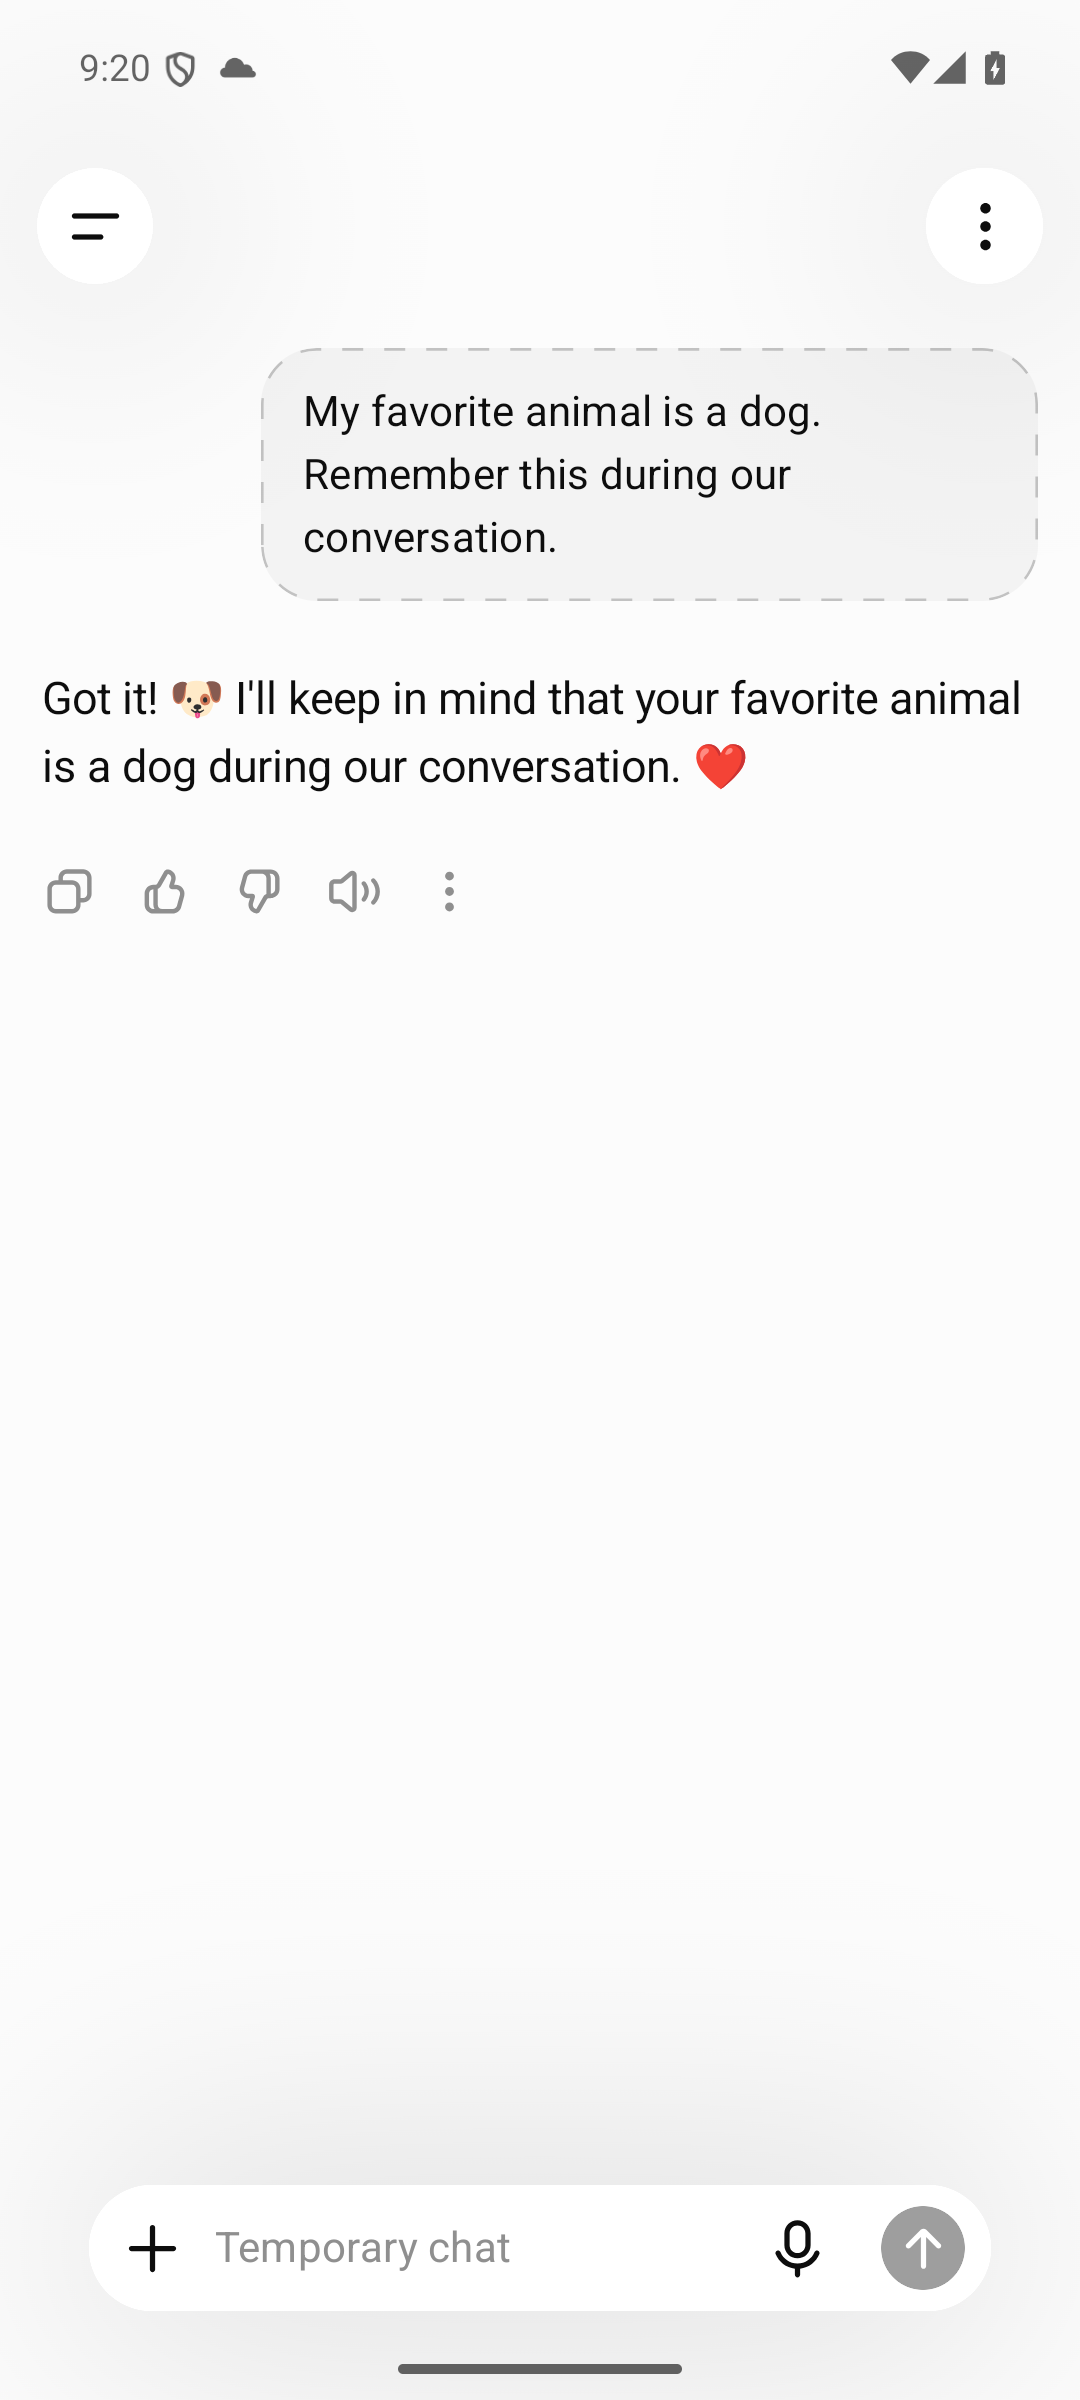 9:20
My favorite animal is a dog.
Remember this during our
conversation.
Got it! 🐶 I'll keep in mind that your favorite animal
is a dog during our conversation. ❤️
Temporary chat